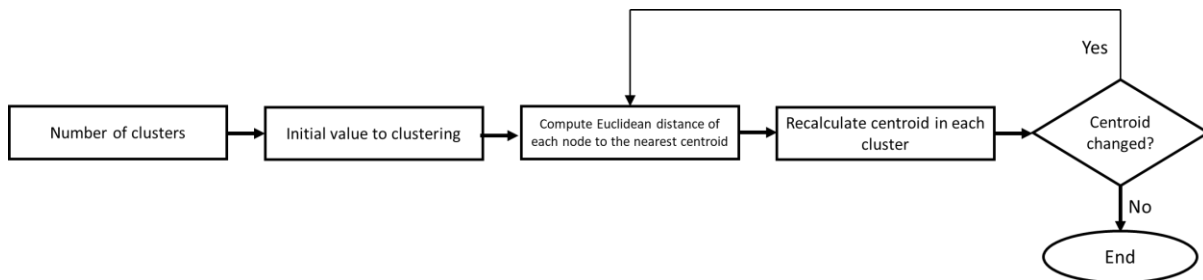 Yes
Number of clusters
Initial value to clustering
Compute Euclidean distance of
each node to the nearest centroid
Recalculate centroid in each
cluster
Centroid
changed?
No
End